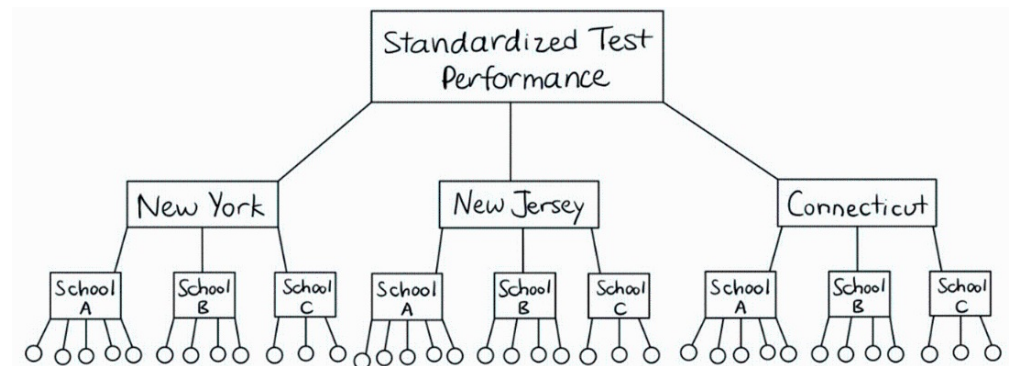 Standardized Test
Performance
New York
New Jersey
Connecticut
School
A
School
B
School
C
School
A
School
B
School
C
School
A
School
B
School
C